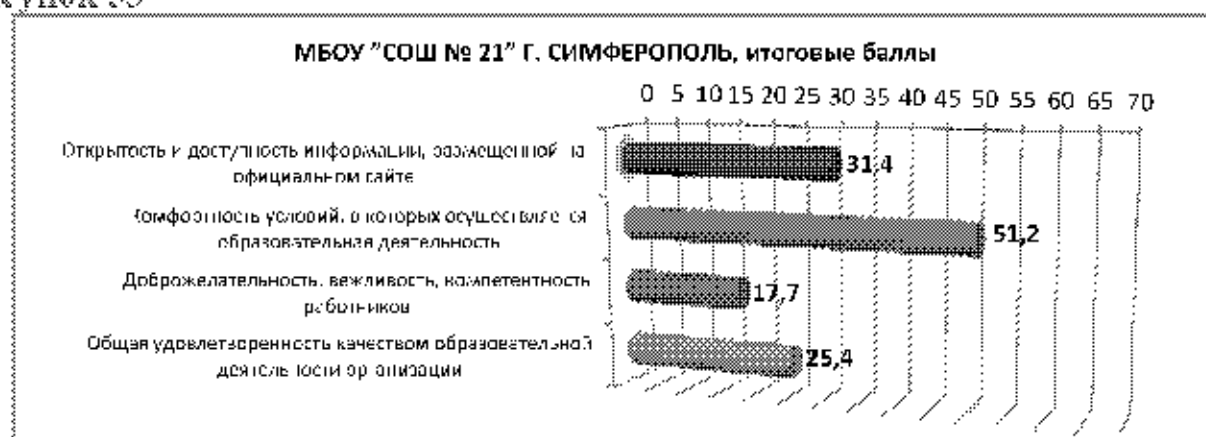 МБОУ "СОШ № 21" Г. СИМФЕРОПОЛЬ, итоговые баллы
0 5 10 15 20 25 30 35 40 45 50 55 60 65 70
Открытость и доступность информации, размещенной на
официальном сайте
31,4
Комфортность условий, в которых осуществляется
образовательная деятельность
51,2
Доброжелательность, вежливость, компетентность
работников
17,7
Общая удовлетворенность качеством образовательной
деятельности организации
25,4